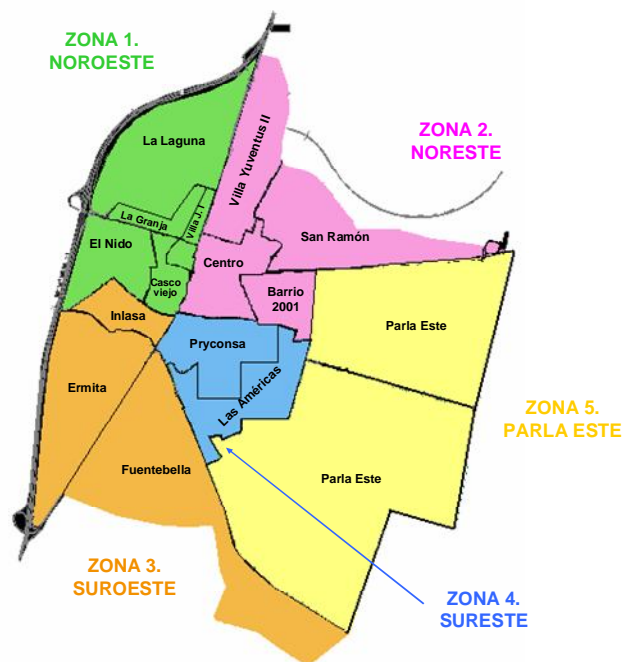 ZONA 1.
NOROESTE
La Laguna
Villa Yuventus II
ZONA 2.
NORESTE
La Granja
Villa J. I
El Nido
Centro
San Ramón
Casco
viejo
Barrio
2001
Inlasa
Pryconsa
Parla Este
Ermita
Las Américas
ZONA 5.
PARLA ESTE
Fuentebella
Parla Este
ZONA 3.
SUROESTE
ZONA 4.
SURESTE